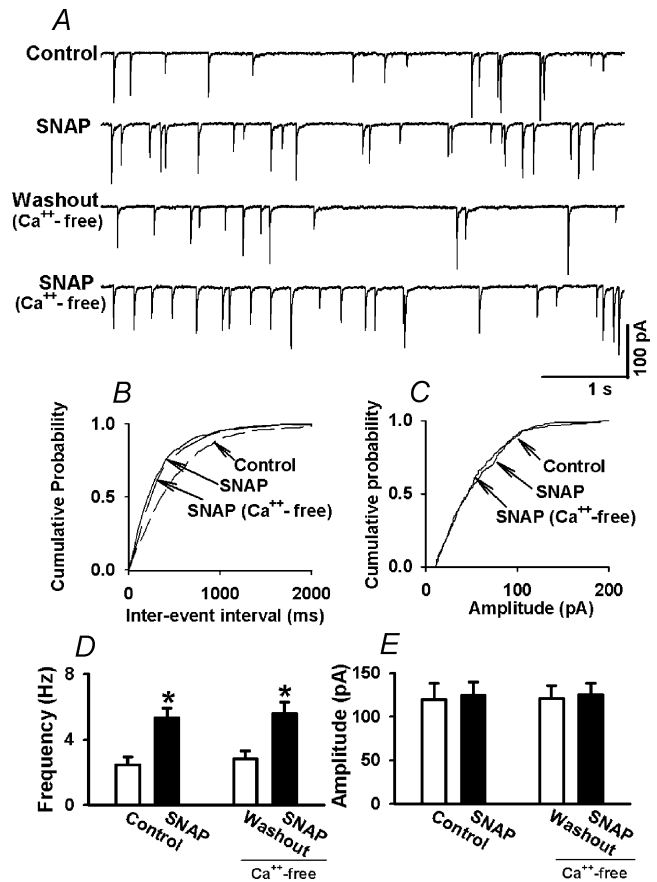 A
Control
SNAP
Washout
(Ca++-free)
SNAP
(Ca++-free)
100 pA
1 s
B
Cumulative Probability
1.0
0.5
0.0
Control
SNAP
SNAP (Ca++-free)
0
1000
2000
Inter-event interval (ms)
C
Cumulative probability
1.0
0.5
0.0
Control
SNAP
SNAP (Ca++-free)
0
100
200
Amplitude (pA)
D
Frequency (Hz)
8
4
0
*
*
Control
SNAP
Washout
SNAP
Ca++-free
E
Amplitude (pA)
150
100
50
0
Control
SNAP
Washout
SNAP
Ca++-free